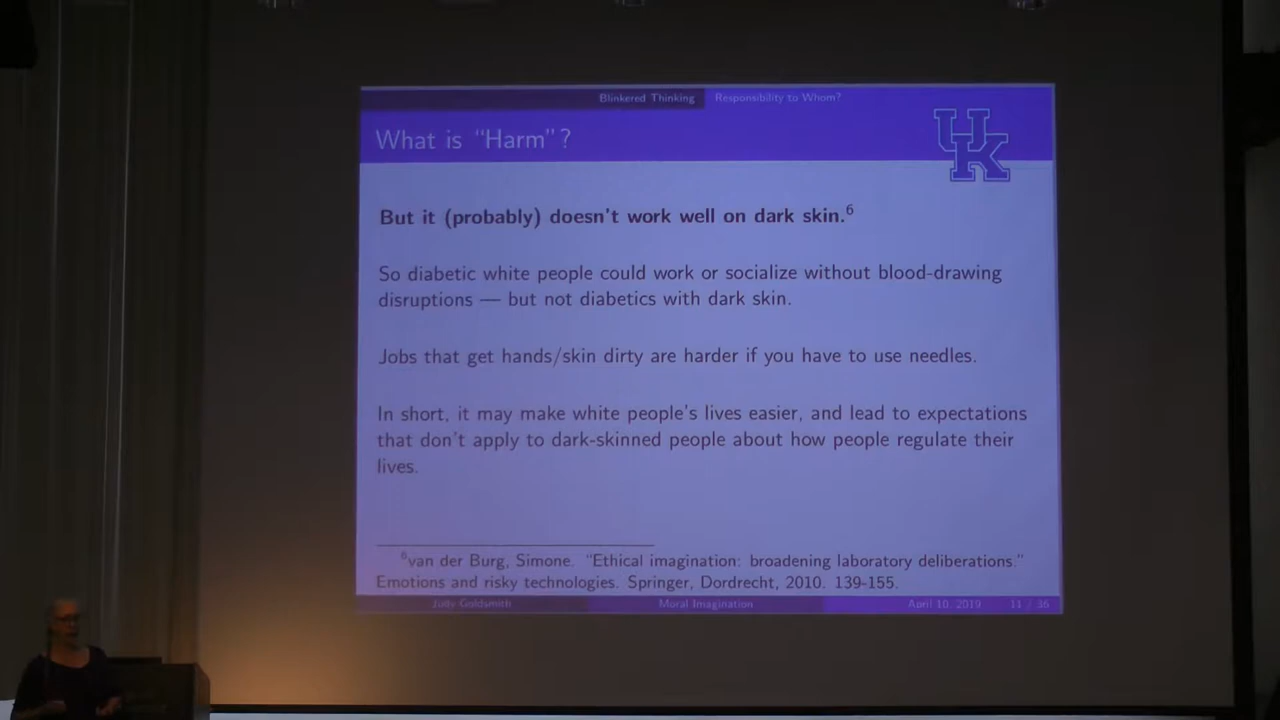 Blinkered Thinking Responsibility to Whom?
What is "Harm"?
UK
But it (probably) doesn't work well on dark skin.⁶
So diabetic white people could work or socialize without blood-drawing
disruptions — but not diabetics with dark skin.
Jobs that get hands/skin dirty are harder if you have to use needles.
In short, it may make white people's lives easier, and lead to expectations
that don't apply to dark-skinned people about how people regulate their
lives.
⁶van der Burg, Simone. "Ethical imagination: broadening laboratory deliberations."
Emotions and risky technologies. Springer, Dordrecht, 2010. 139-155.
Judy Goldsmith Moral Imagination April 10, 2019 11 / 36